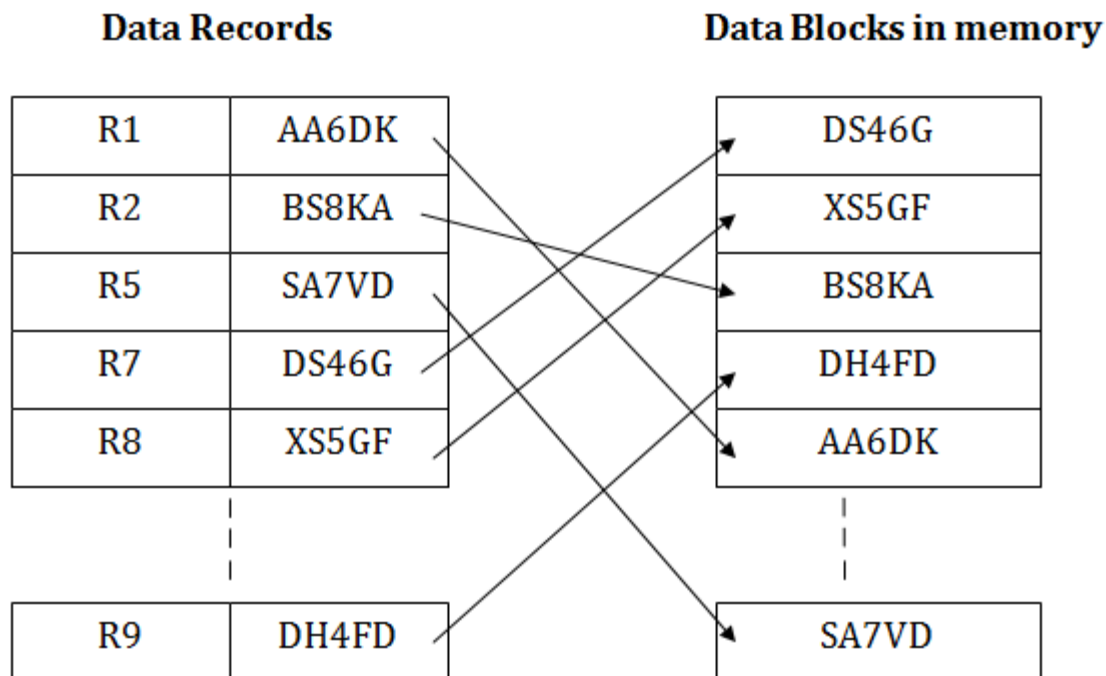 Data Records Data Blocks in memory
R1 AA6DK DS46G
R2 BS8KA XS5GF
R5 SA7VD BS8KA
R7 DS46G DH4FD
R8 XS5GF AA6DK
R9 DH4FD SA7VD